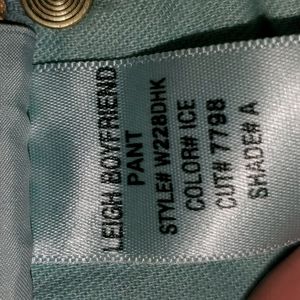 LEIGH BOYFRIEND
PANT
STYLE# W228DHK
COLOR# ICE
CUT# 7798
SHADE# A